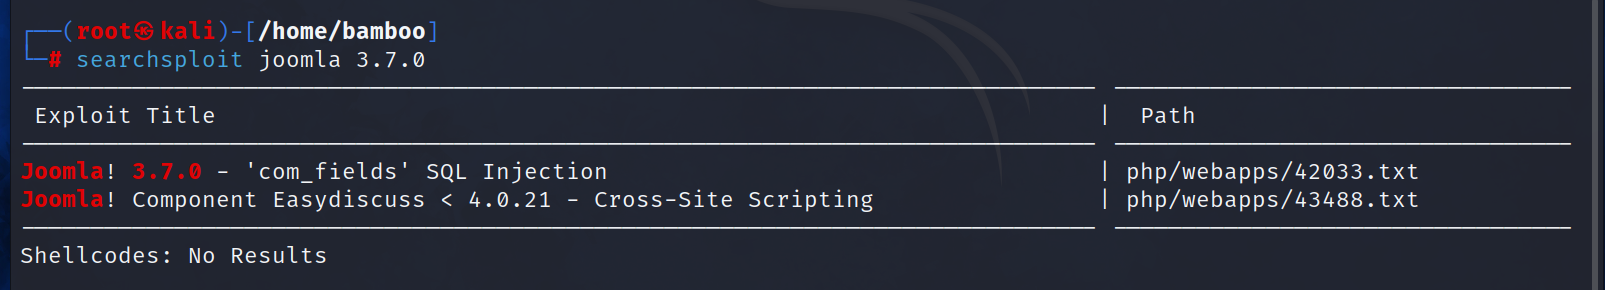 (root㉿kali)-[/home/bamboo]
# searchsploit joomla 3.7.0
Exploit Title | Path
Joomla! 3.7.0 - 'com_fields' SQL Injection | php/webapps/42033.txt
Joomla! Component Easydiscuss < 4.0.21 - Cross-Site Scripting | php/webapps/43488.txt
Shellcodes: No Results